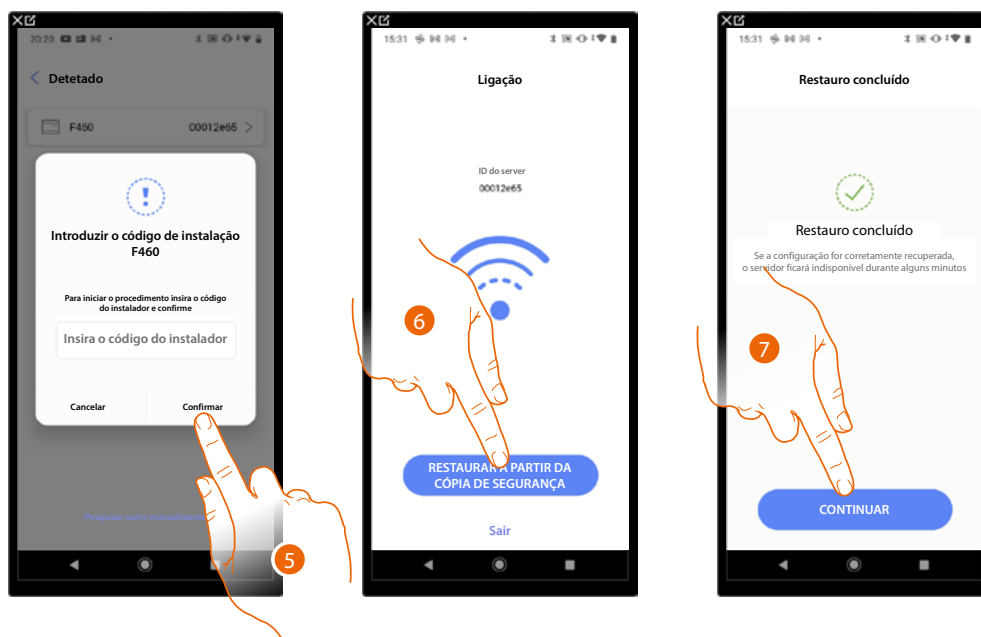 20:20
Detetado
F460 00012e65
Introduzir o código de instalação
F460
Para iniciar o procedimento insira o código
do instalador e confirme
Insira o código do instalador
Cancelar Confirmar
Pesquisar outro manualmente
5
15:31
Ligação
ID do server
00012e65
6
RESTAURAR A PARTIR DA
CÓPIA DE SEGURANÇA
Sair
15:31
Restauro concluído
Restauro concluído
Se a configuração for corretamente recuperada,
o servidor ficará indisponível durante alguns minutos
7
CONTINUAR